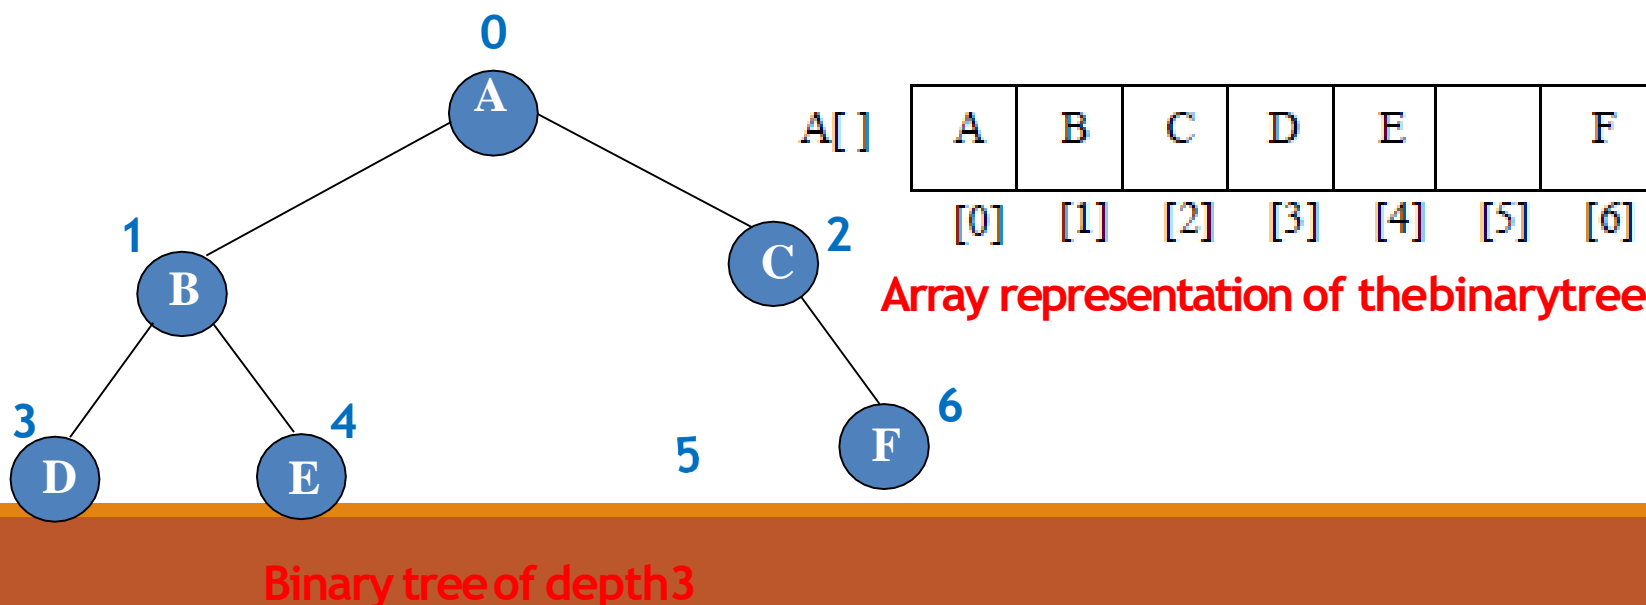 0
A
A[ ] A B C D E F
[0] [1] [2] [3] [4] [5] [6]
1
B
C 2
Array representation of thebinarytree
3
D
4
E
5
6
F
Binary tree of depth3